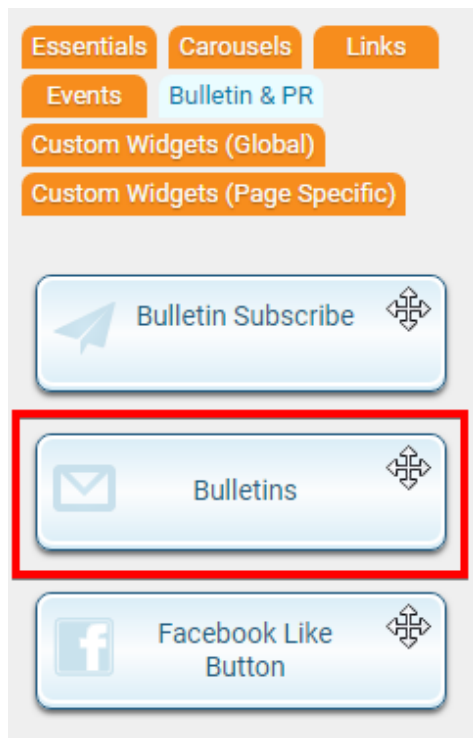 Essentials Carousels Links
Events Bulletin & PR
Custom Widgets (Global)
Custom Widgets (Page Specific)
Bulletin Subscribe
Bulletins
Facebook Like
Button